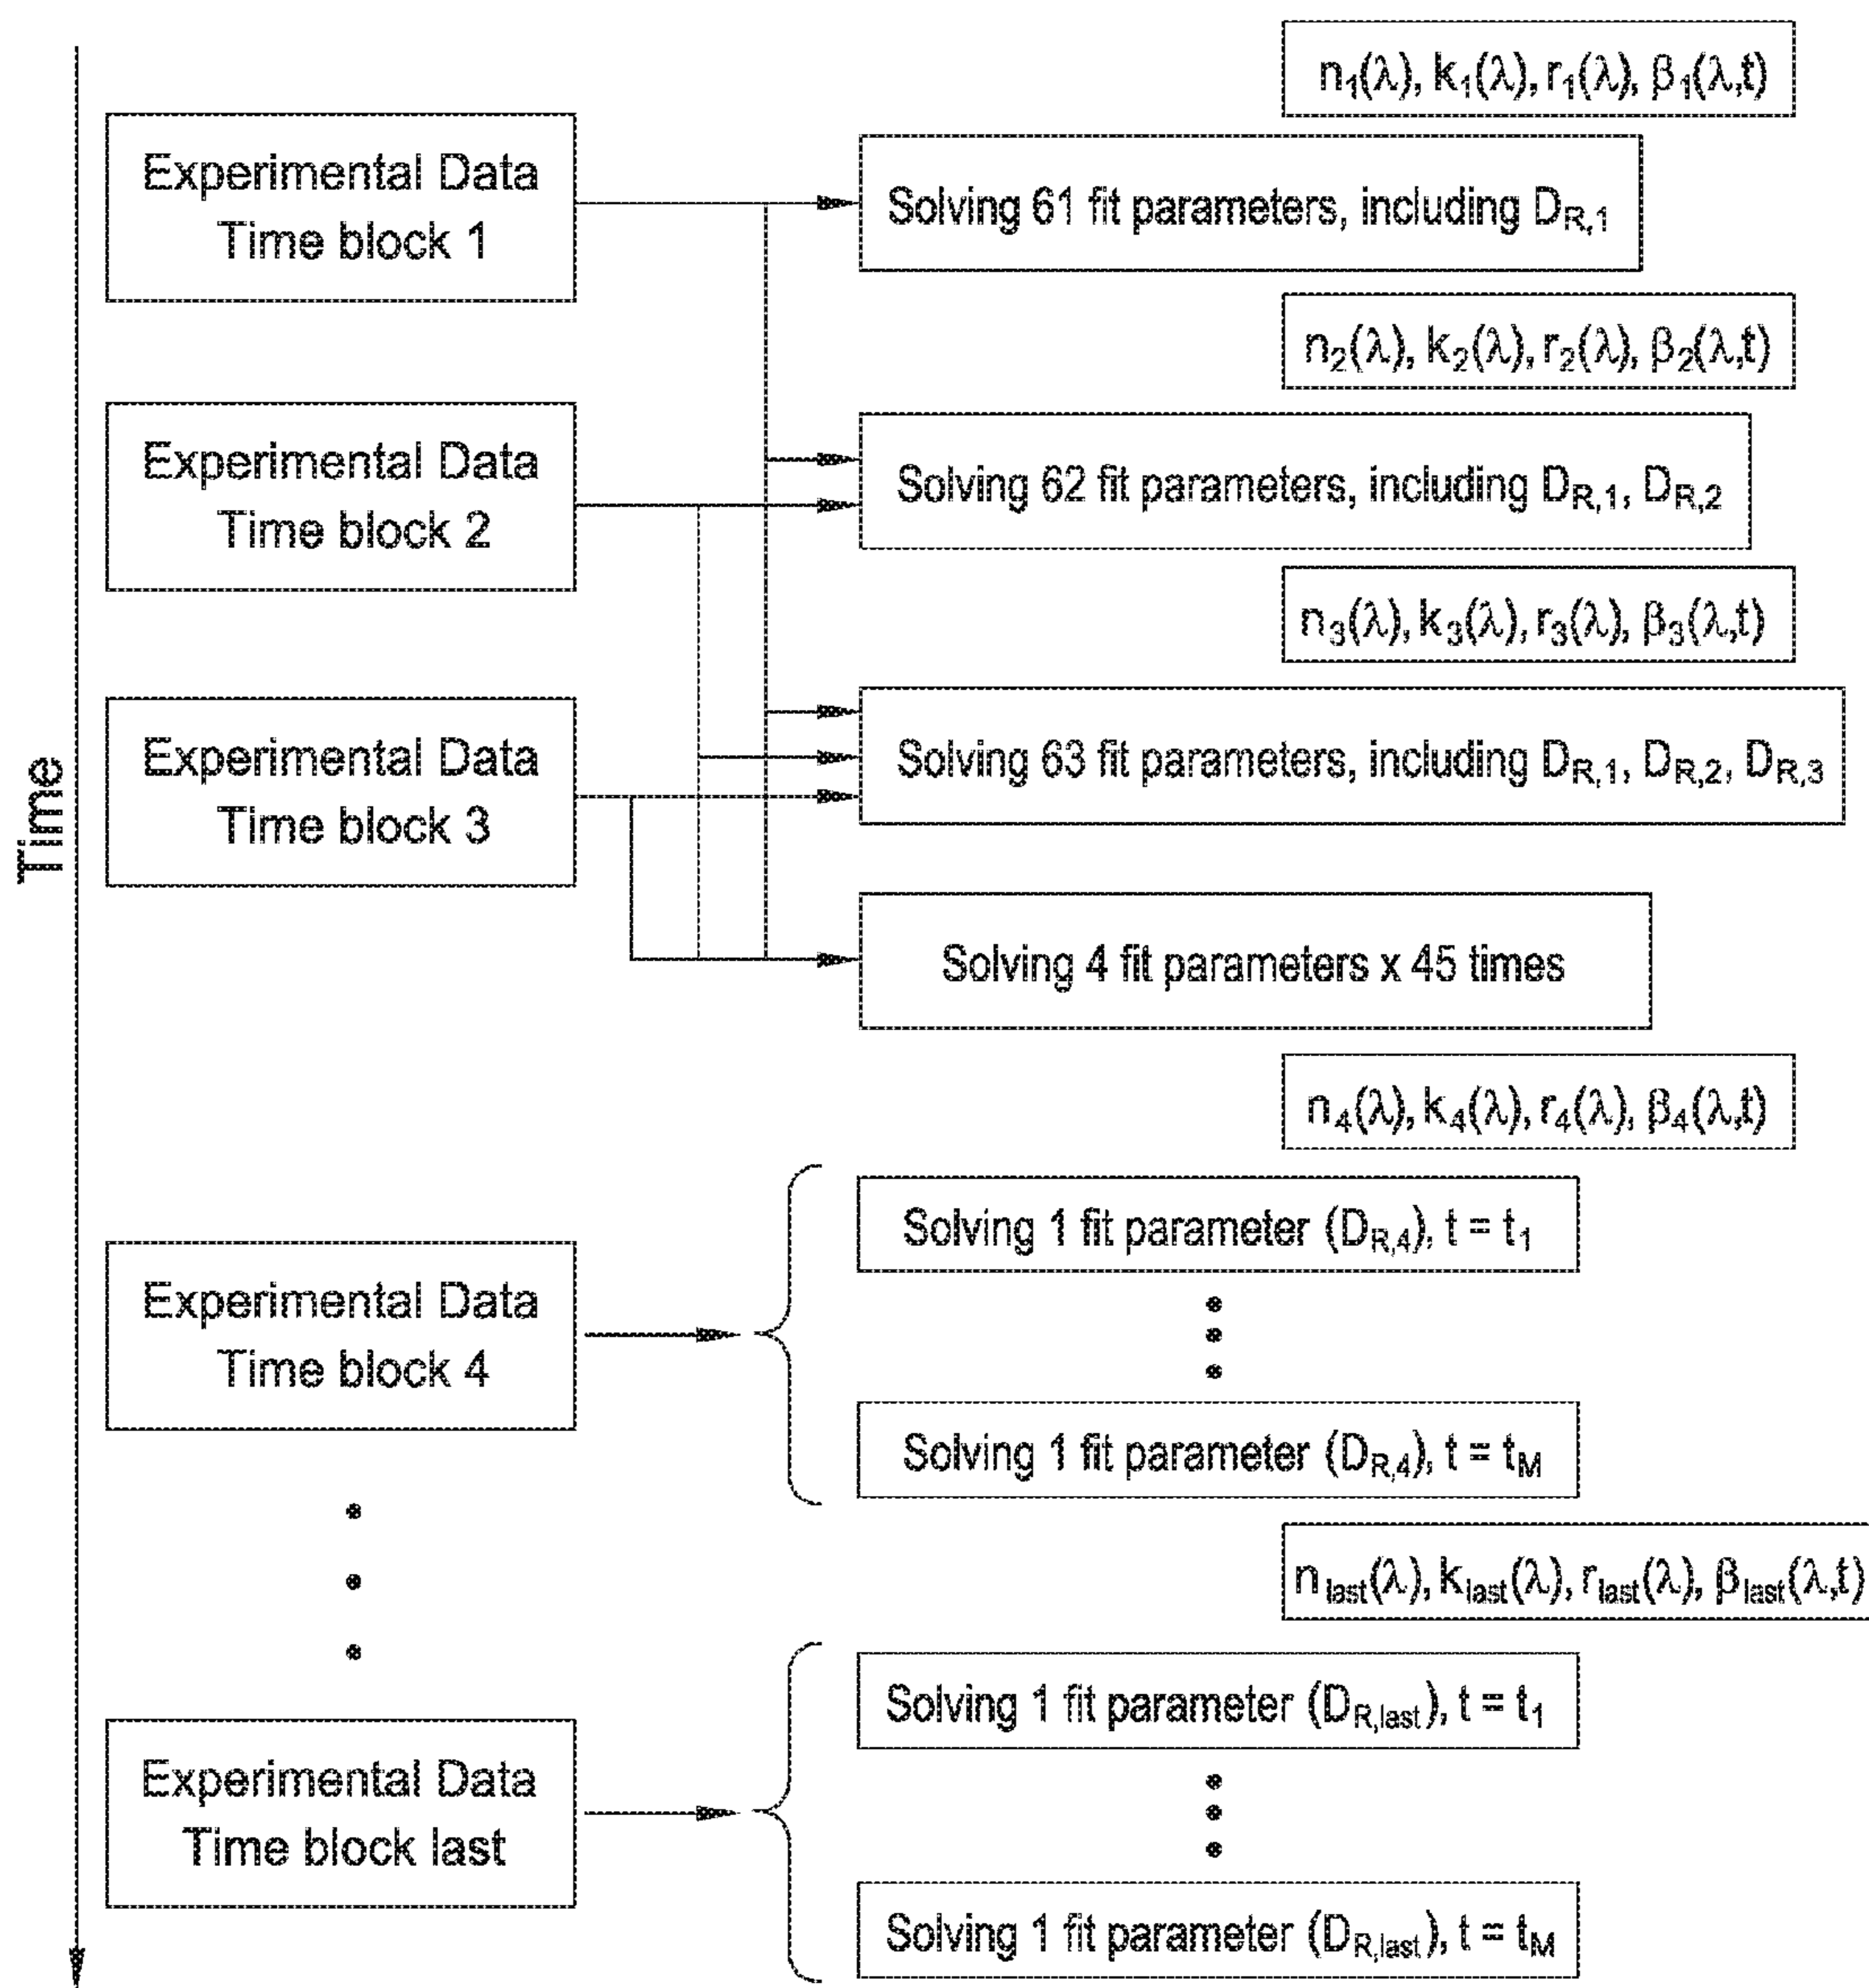 Time
n₁(λ), k₁(λ), r₁(λ), β₁(λ,t)
Experimental Data
Time block 1
Solving 61 fit parameters, including D_R,1
n₂(λ), k₂(λ), r₂(λ), β₂(λ,t)
Experimental Data
Time block 2
Solving 62 fit parameters, including D_R,1, D_R,2
n₃(λ), k₃(λ), r₃(λ), β₃(λ,t)
Experimental Data
Time block 3
Solving 63 fit parameters, including D_R,1, D_R,2, D_R,3
Solving 4 fit parameters x 45 times
n₄(λ), k₄(λ), r₄(λ), β₄(λ,t)
Experimental Data
Time block 4
Solving 1 fit parameter (D_R,4), t = t₁
Solving 1 fit parameter (D_R,4), t = t_M
n_last(λ), k_last(λ), r_last(λ), β_last(λ,t)
Experimental Data
Time block last
Solving 1 fit parameter (D_R,last), t = t₁
Solving 1 fit parameter (D_R,last), t = t_M